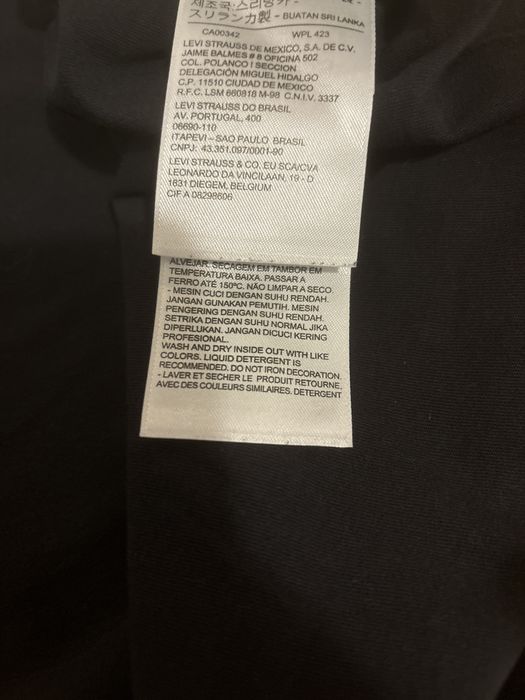 제조국:스리랑카 -
スリランカ製 - BUATAN SRI LANKA
CA00342 WPL 423
LEVI STRAUSS DE MEXICO, S.A. DE C.V.
JAIME BALMES # 8 OFICINA 502
COL. POLANCO I SECCION
DELEGACIÓN MIGUEL HIDALGO
C.P. 11510 CIUDAD DE MEXICO
R.F.C. LSM 660818 M-98 C.N.I.V. 3337
LEVI STRAUSS DO BRASIL
AV. PORTUGAL, 400
06690-110
ITAPEVI – SAO PAULO BRASIL
CNPJ: 43.351.097/0001-90
LEVI STRAUSS & CO. EU SCA/CVA
LEONARDO DA VINCILAAN, 19 - D
1831 DIEGEM, BELGIUM
CIF A 08298606
ALVEJAR. SECAGEM EM TAMBOR EM
TEMPERATURA BAIXA. PASSAR A
FERRO ATÉ 150ºC. NÃO LIMPAR A SECO.
- MESIN CUCI DENGAN SUHU RENDAH.
JANGAN GUNAKAN PEMUTIH. MESIN
PENGERING DENGAN SUHU RENDAH.
SETRIKA DENGAN SUHU NORMAL JIKA
DIPERLUKAN. JANGAN DICUCI KERING
PROFESIONAL.
WASH AND DRY INSIDE OUT WITH LIKE
COLORS. LIQUID DETERGENT IS
RECOMMENDED. DO NOT IRON DECORATION.
- LAVER ET SECHER LE PRODUIT RETOURNE,
AVEC DES COULEURS SIMILAIRES. DETERGENT